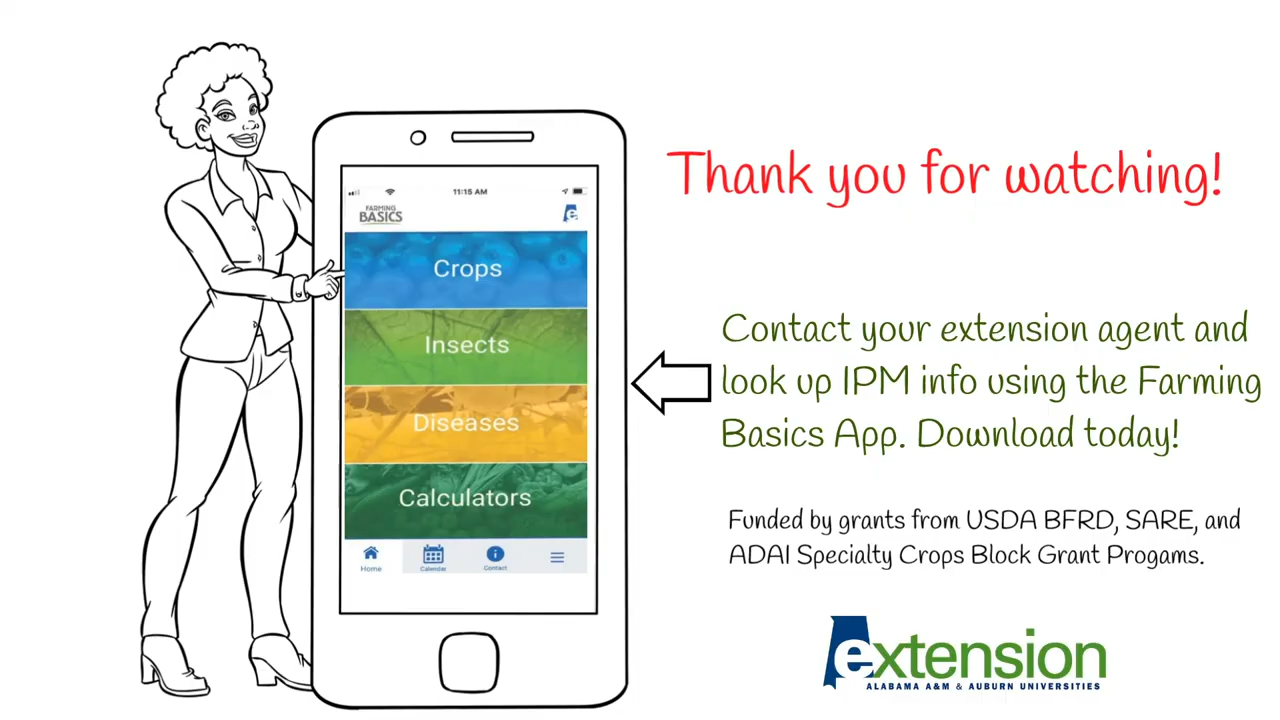 Thank you for watching!
11:15 AM
FARMING
BASICS
e
Crops
Insects
Diseases
Calculators
Home
Calender
Contact
Contact your extension agent and
look up IPM info using the Farming
Basics App. Download today!
Funded by grants from USDA BFRD, SARE, and
ADAI Specialty Crops Block Grant Progams.
extension
ALABAMA A&M & AUBURN UNIVERSITIES